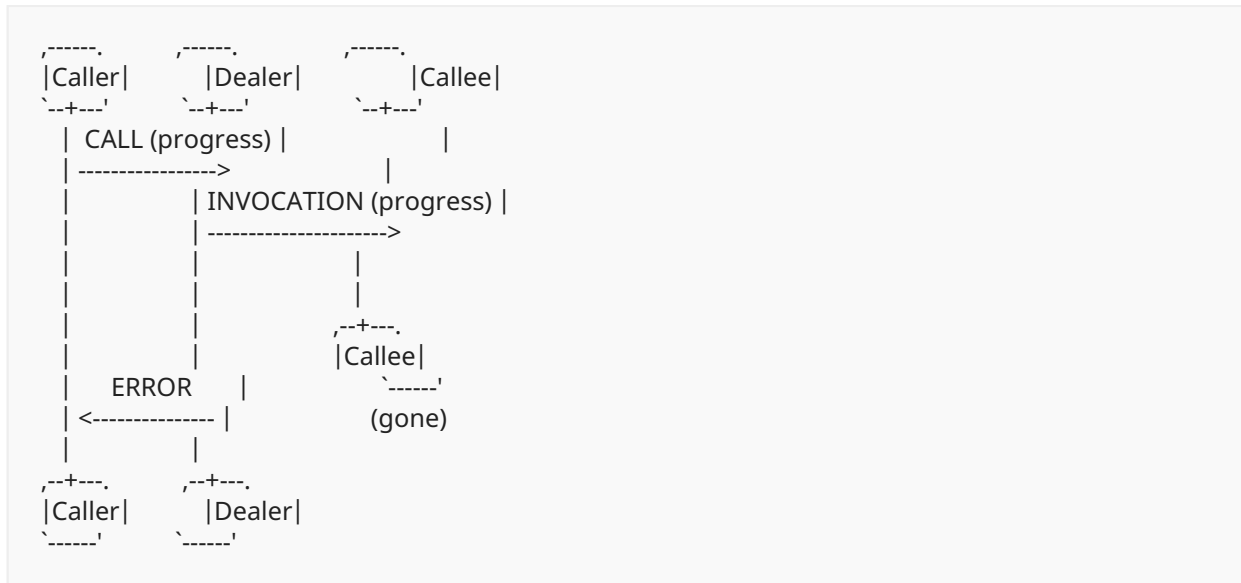 ,------.          ,------.                ,------.
|Caller|          |Dealer|                |Callee|
`--+---'          `--+---'                `--+---'
   |  CALL (progress) |                      |
   | ----------------->                      |
   |                  | INVOCATION (progress) |
   |                  | ---------------------->
   |                  |                      |
   |                  |                      |
   |                  |                   ,--+---.
   |                  |                   |Callee|
   |      ERROR       |                   `------'
   | <--------------- |                    (gone)
   |                  |
,--+---.          ,--+---.
|Caller|          |Dealer|
`------'          `------'